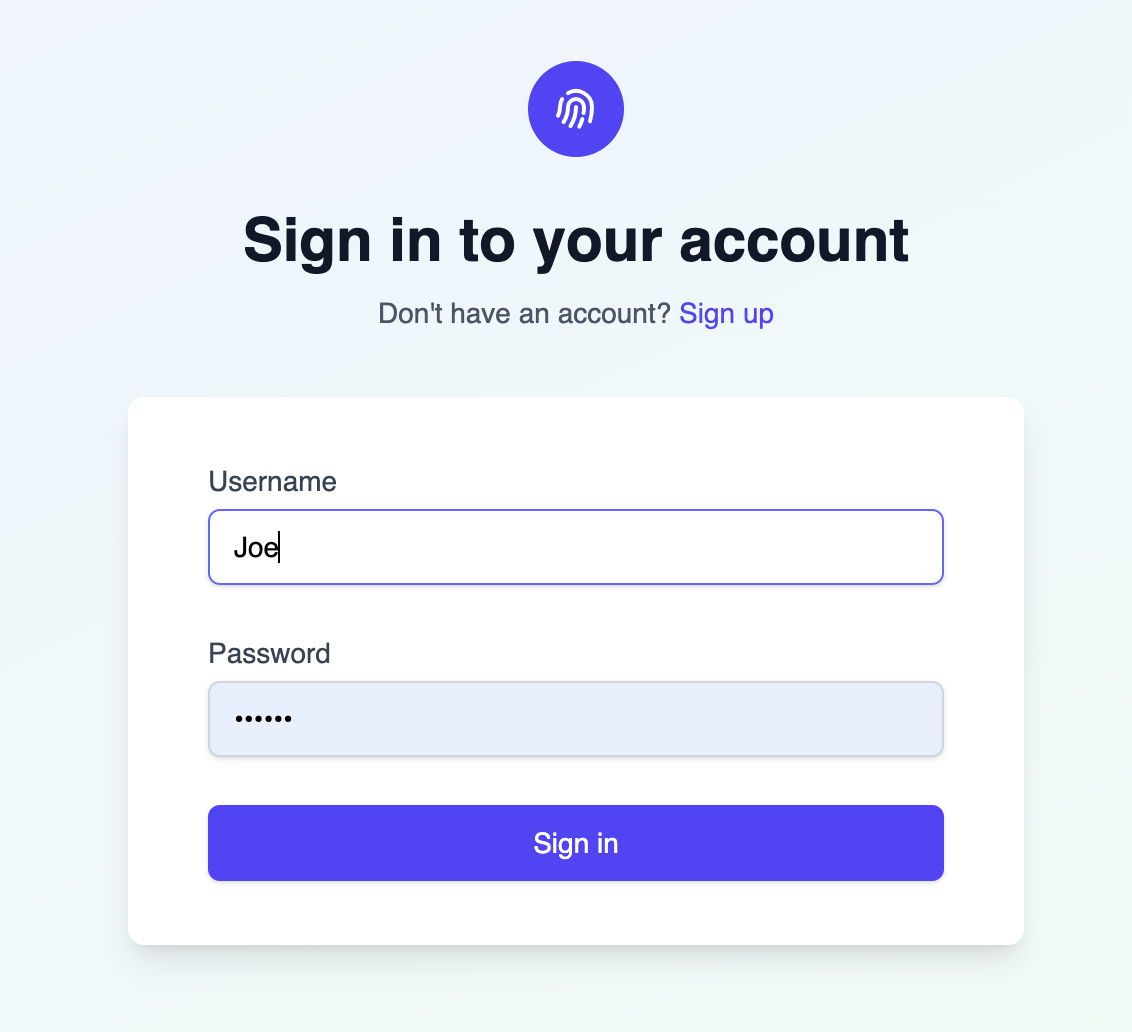 Sign in to your account
Don't have an account? Sign up
Username
Joe
Password
••••••
Sign in